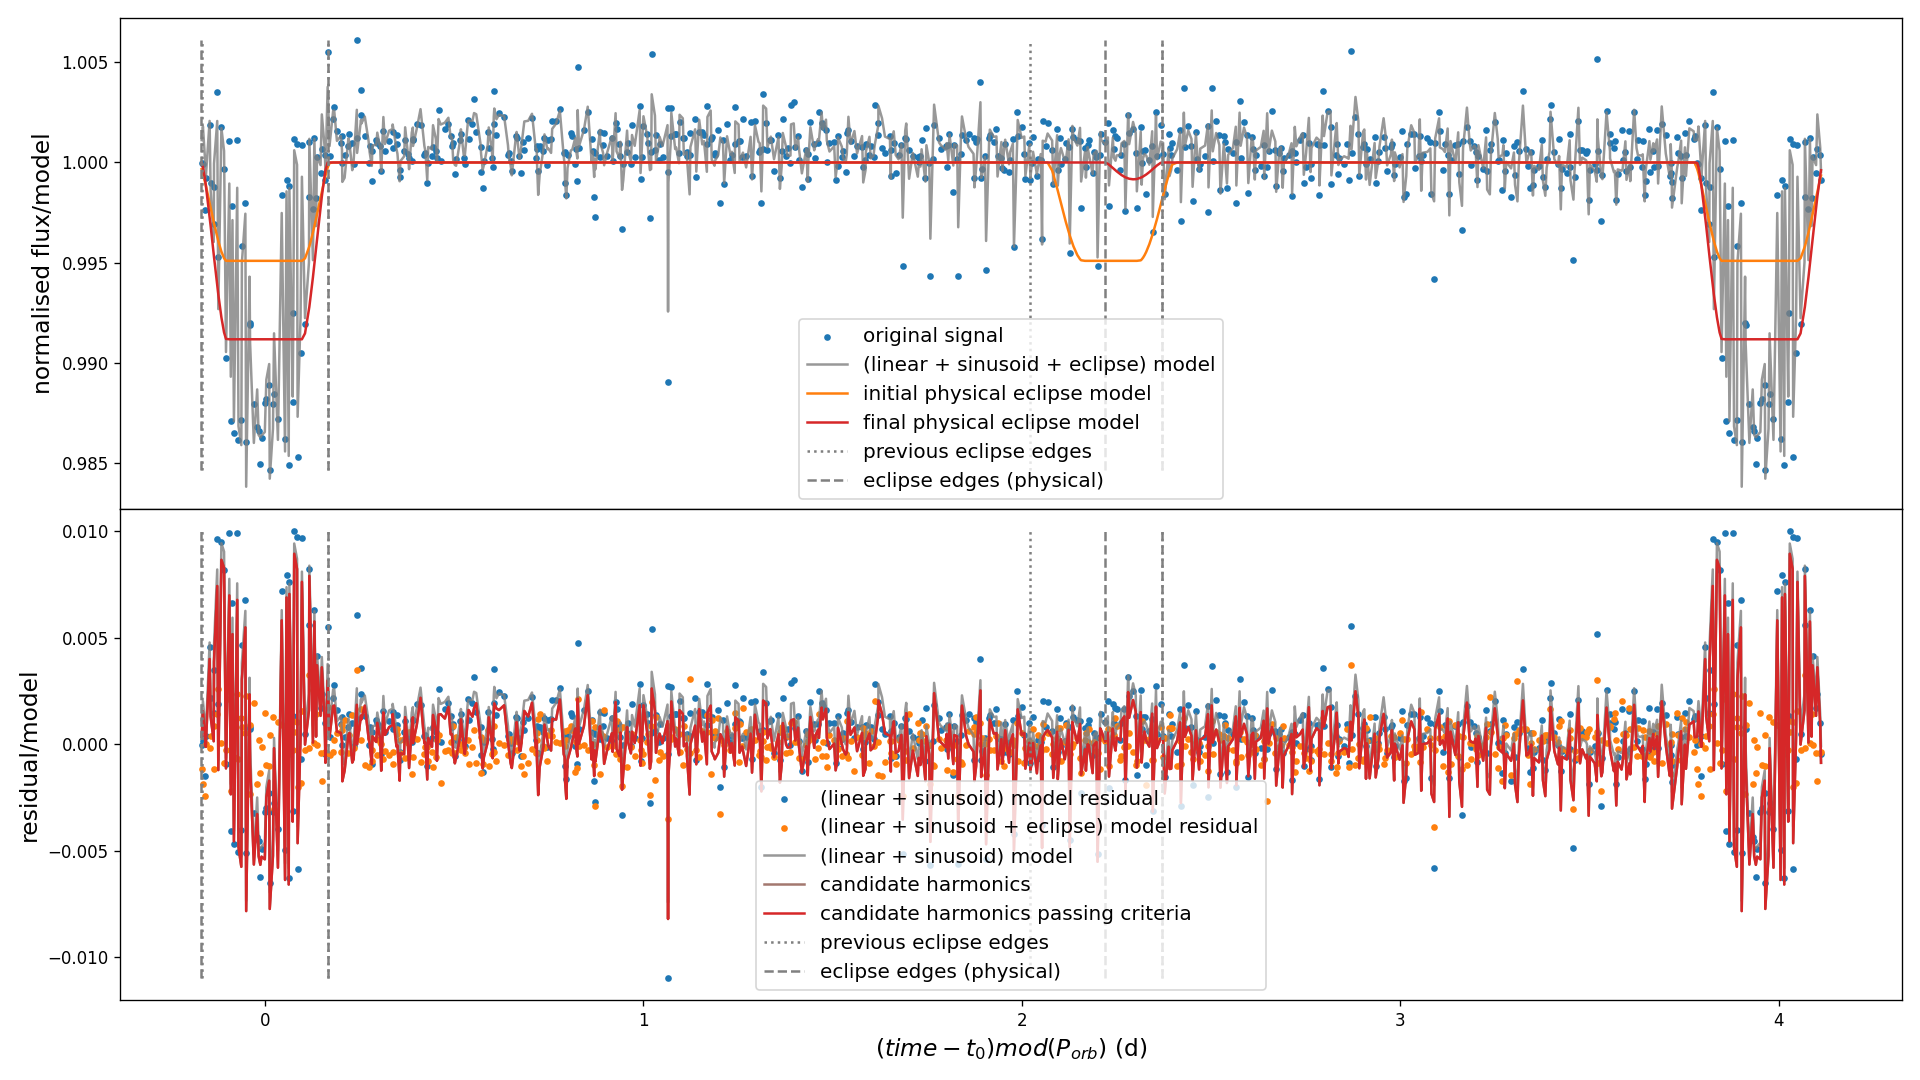 normalised flux/model
1.005
1.000
0.995
0.990
0.985
original signal
(linear + sinusoid + eclipse) model
initial physical eclipse model
final physical eclipse model
previous eclipse edges
eclipse edges (physical)
residual/model
0.010
0.005
0.000
−0.005
−0.010
(linear + sinusoid) model residual
(linear + sinusoid + eclipse) model residual
(linear + sinusoid) model
candidate harmonics
candidate harmonics passing criteria
previous eclipse edges
eclipse edges (physical)
0 1 2 3 4
(time − t₀)mod(P_orb) (d)